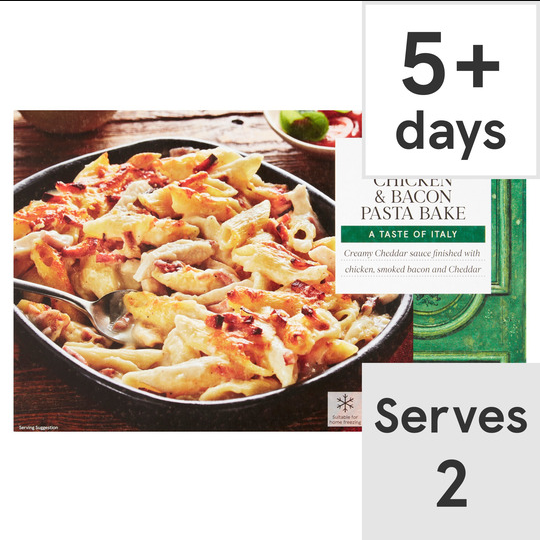 5+
days
CHICKEN
& BACON
PASTA BAKE
A TASTE OF ITALY
Creamy Cheddar sauce finished with
chicken, smoked bacon and Cheddar
Suitable for
home freezing
Serving Suggestion
Serves
2